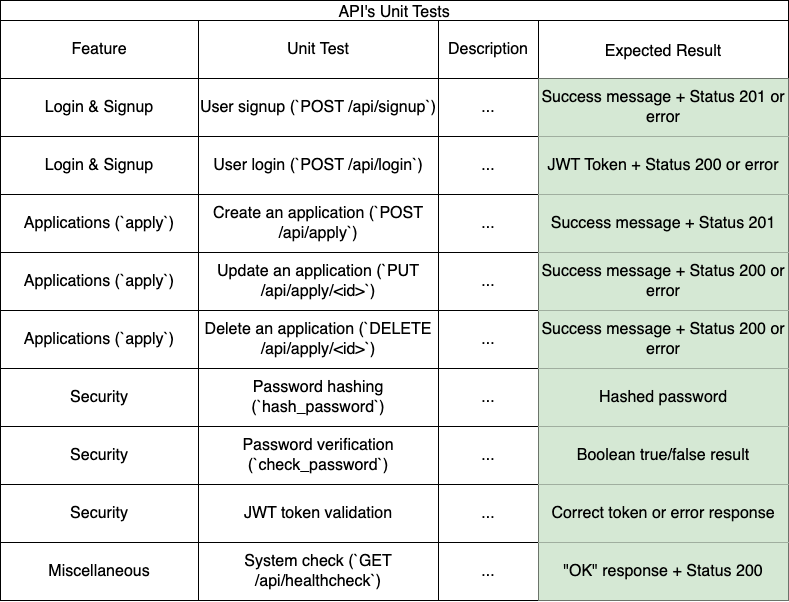 API's Unit Tests
Feature
Unit Test
Description
Expected Result
Login & Signup
User signup (`POST /api/signup`)
...
Success message + Status 201 or
error
Login & Signup
User login (`POST /api/login`)
...
JWT Token + Status 200 or error
Applications (`apply`)
Create an application (`POST
/api/apply`)
...
Success message + Status 201
Applications (`apply`)
Update an application (`PUT
/api/apply/<id>`)
...
Success message + Status 200 or
error
Applications (`apply`)
Delete an application (`DELETE
/api/apply/<id>`)
...
Success message + Status 200 or
error
Security
Password hashing
(`hash_password`)
...
Hashed password
Security
Password verification
(`check_password`)
...
Boolean true/false result
Security
JWT token validation
...
Correct token or error response
Miscellaneous
System check (`GET
/api/healthcheck`)
...
"OK" response + Status 200